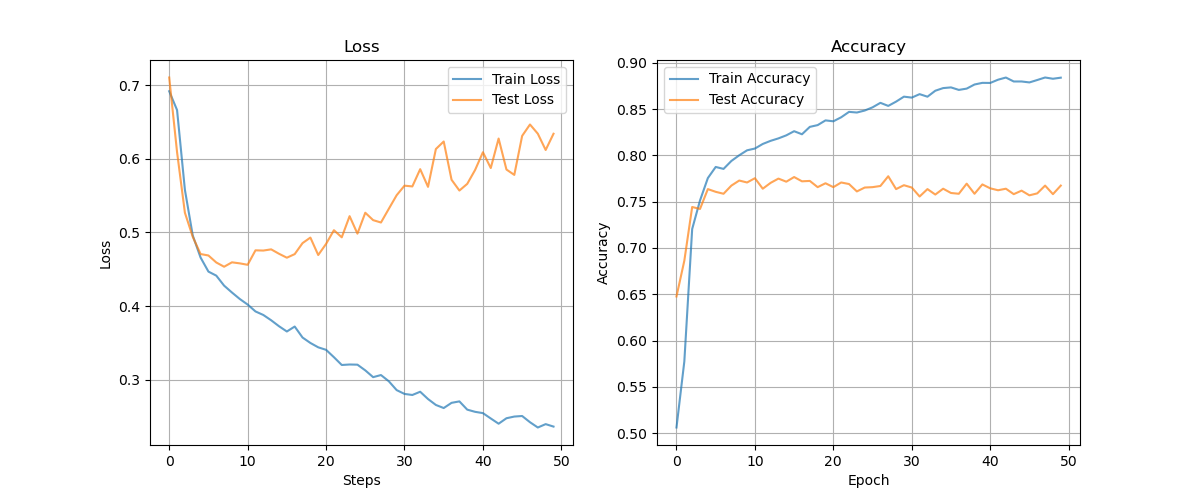 Loss
Train Loss
Test Loss
0.7
0.6
0.5
0.4
0.3
Loss
0 10 20 30 40 50
Steps
Accuracy
Train Accuracy
Test Accuracy
0.90
0.85
0.80
0.75
0.70
0.65
0.60
0.55
0.50
Accuracy
0 10 20 30 40 50
Epoch